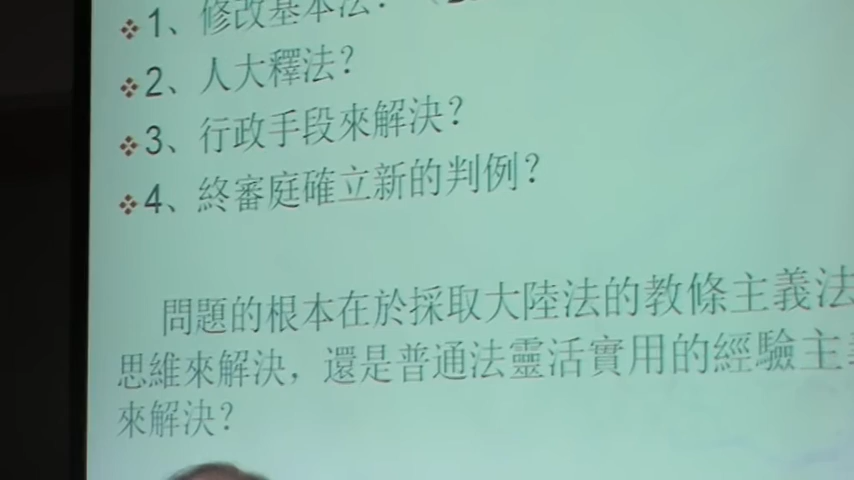 ❖1、修改基本法?
❖2、人大釋法?
❖3、行政手段來解決?
❖4、終審庭確立新的判例?
問題的根本在於採取大陸法的教條主義法
思維來解決，還是普通法靈活實用的經驗主
來解決?